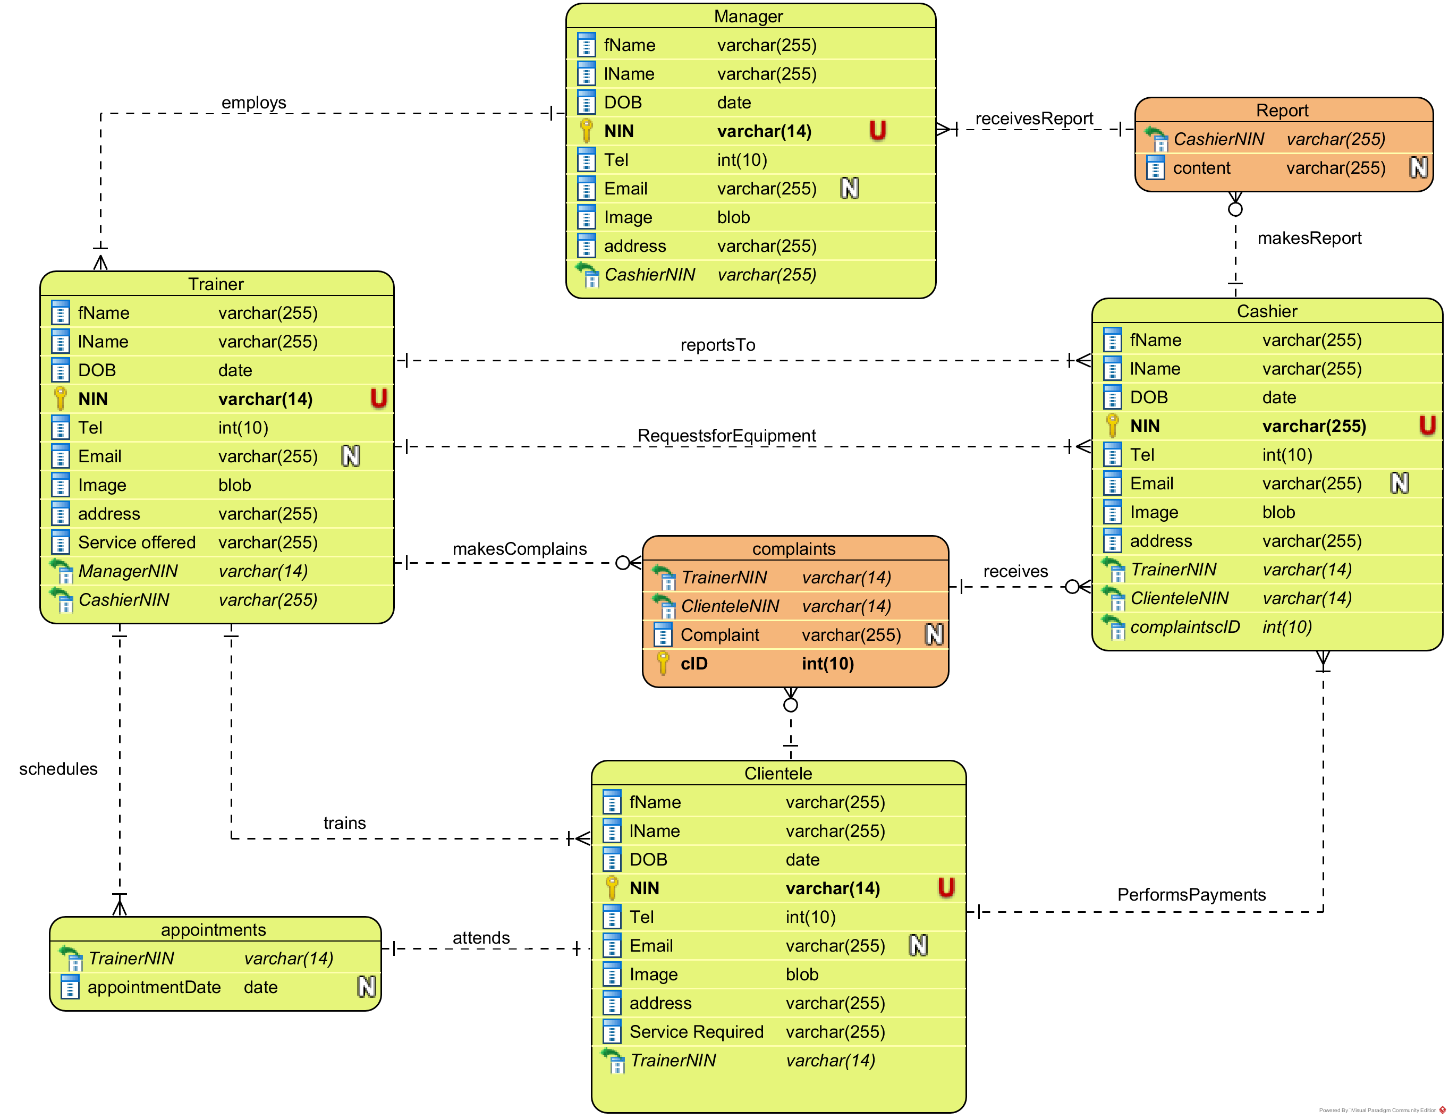 Manager
fName varchar(255)
lName varchar(255)
DOB date
NIN varchar(14) U
Tel int(10)
Email varchar(255) N
Image blob
address varchar(255)
CashierNIN varchar(255)
employs
receivesReport
Report
CashierNIN varchar(255)
content varchar(255) N
makesReport
Trainer
fName varchar(255)
lName varchar(255)
DOB date
NIN varchar(14) U
Tel int(10)
Email varchar(255) N
Image blob
address varchar(255)
Service offered varchar(255)
ManagerNIN varchar(14)
CashierNIN varchar(255)
reportsTo
RequestsforEquipment
makesComplains
Cashier
fName varchar(255)
lName varchar(255)
DOB date
NIN varchar(255) U
Tel int(10)
Email varchar(255) N
Image blob
address varchar(255)
TrainerNIN varchar(14)
ClienteleNIN varchar(14)
complaintscID int(10)
complaints
TrainerNIN varchar(14)
ClienteleNIN varchar(14)
Complaint varchar(255) N
cID int(10)
receives
schedules
trains
Clientele
fName varchar(255)
lName varchar(255)
DOB date
NIN varchar(14) U
Tel int(10)
Email varchar(255) N
Image blob
address varchar(255)
Service Required varchar(255)
TrainerNIN varchar(14)
PerformsPayments
appointments
TrainerNIN varchar(14)
appointmentDate date N
attends
Powered By Visual Paradigm Community Edition